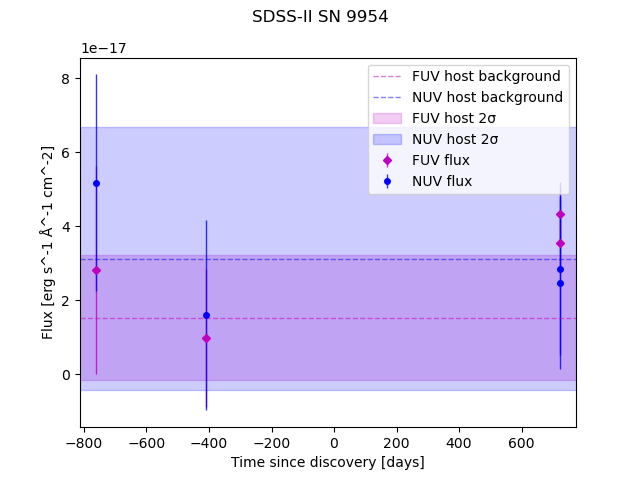 SDSS-II SN 9954
1e−17
FUV host background
NUV host background
FUV host 2σ
NUV host 2σ
FUV flux
NUV flux
8
6
4
2
0
Flux [erg s^-1 Å^-1 cm^-2]
−800 −600 −400 −200 0 200 400 600
Time since discovery [days]